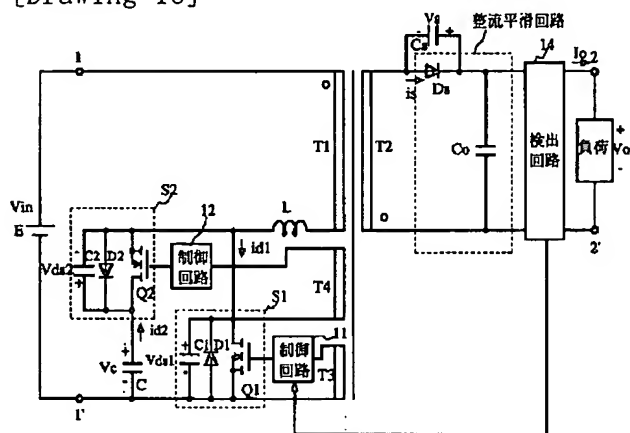 [Drawing 10]
Vs
整流平滑回路
Cs
14
Io
2
1
is
Ds
T1
T2
Co
検出
回路
負荷
Vo
S2
12
L
Vin
E
C2
D2
制御
回路
id1
Vds2
Q2
T4
2'
S1
id2
C1
D1
制御
回路
11
Vc
C
Vds1
Q1
T3
1'